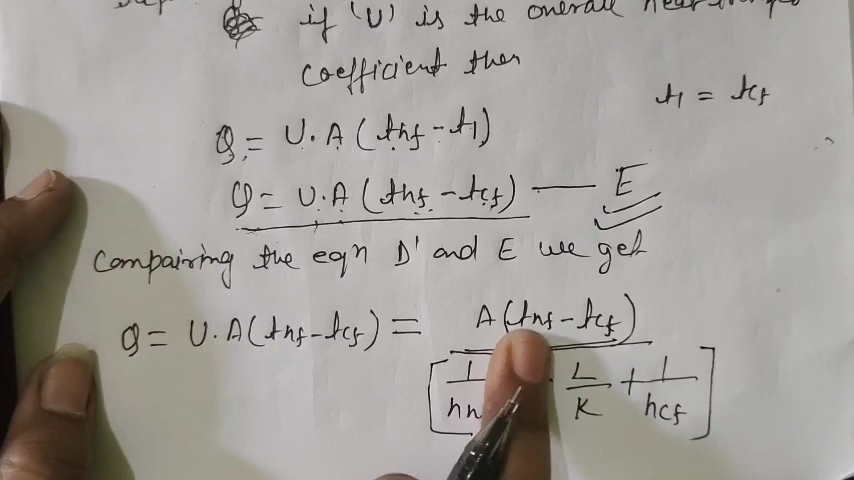 if 'U' is the overall heat
coefficient then
t1 = tcf
Q = U.A (thf - t1)
Q = U.A (thf - tcf) — E
Compairing the eqn D' and E we get
Q = U.A (thf - tcf) = A (thf - tcf)
[ 1 L + 1 ]
hh K hcf